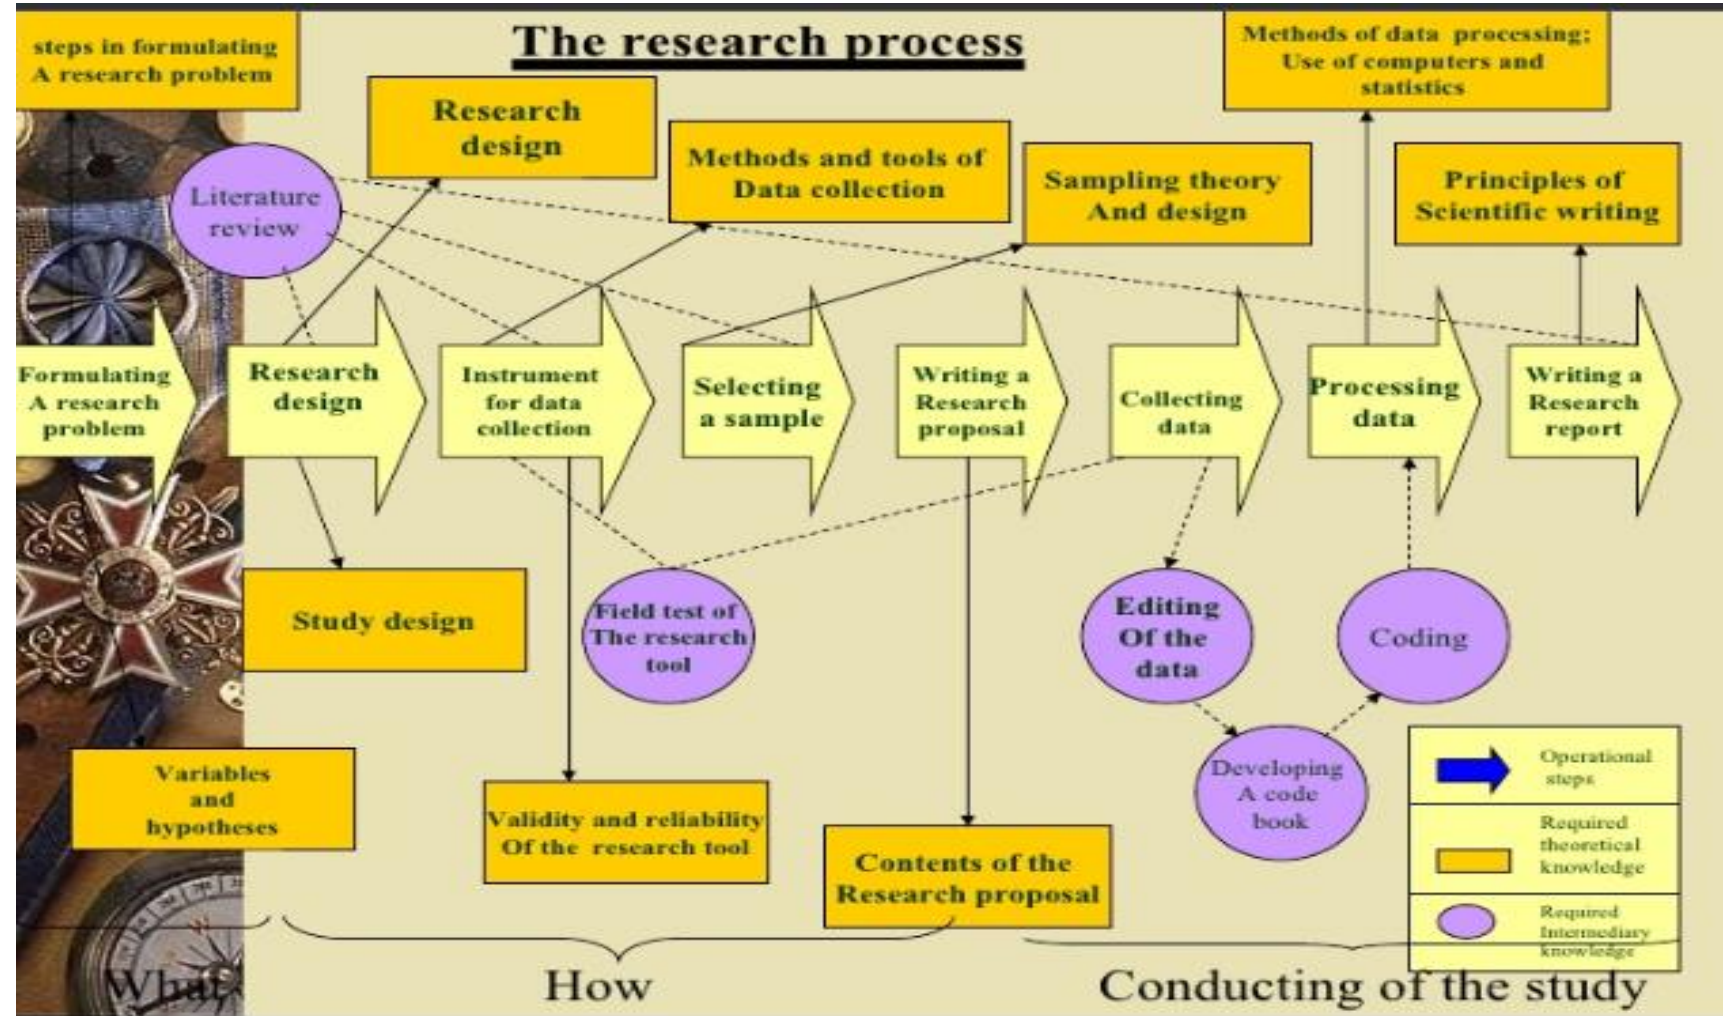 The research process
steps in formulating
A research problem
Research
design
Methods and tools of
Data collection
Sampling theory
And design
Methods of data processing;
Use of computers and
statistics
Principles of
Scientific writing
Literature
review
Formulating
A research
problem
Research
design
Instrument
for data
collection
Selecting
a sample
Writing a
Research
proposal
Collecting
data
Processing
data
Writing a
Research
report
Study design
Field test of
The research
tool
Editing
Of the
data
Coding
Developing
A code
book
Variables
and
hypotheses
Validity and reliability
Of the research tool
Contents of the
Research proposal
Operational
steps
Required
theoretical
knowledge
Required
Intermediary
knowledge
What
How
Conducting of the study